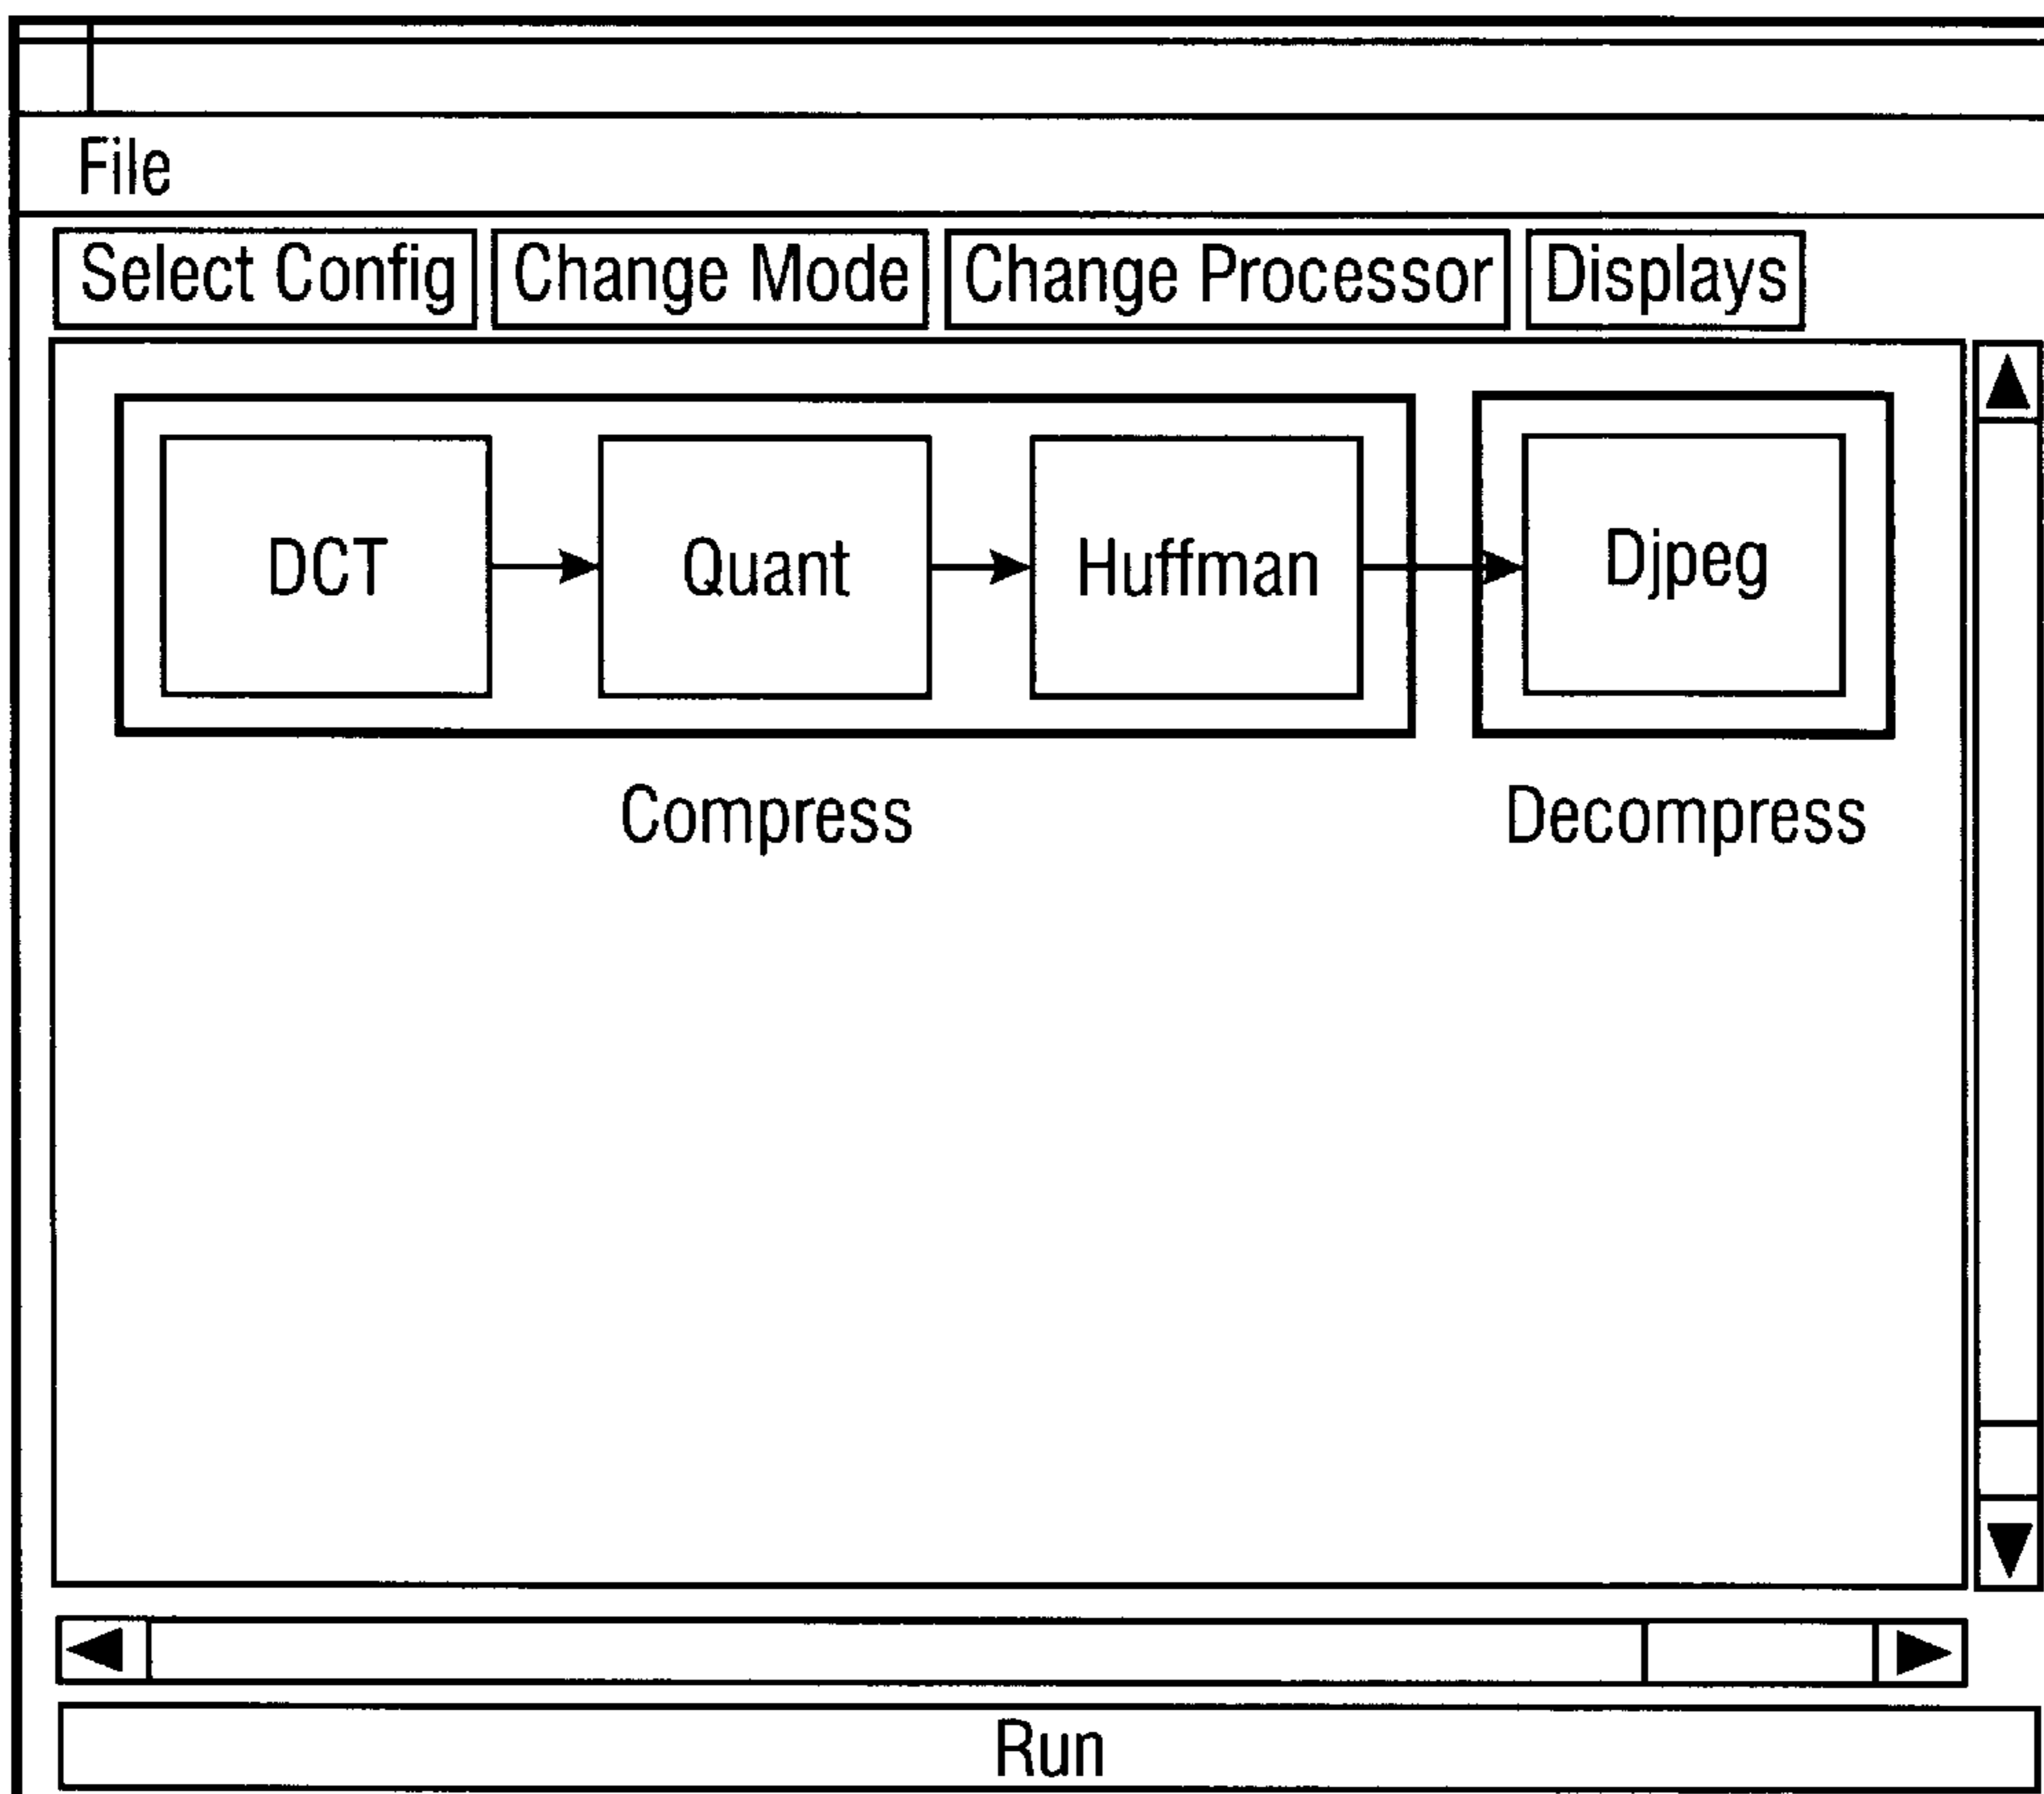 File
Select Config Change Mode Change Processor Displays
DCT Quant Huffman Djpeg
Compress Decompress
Run